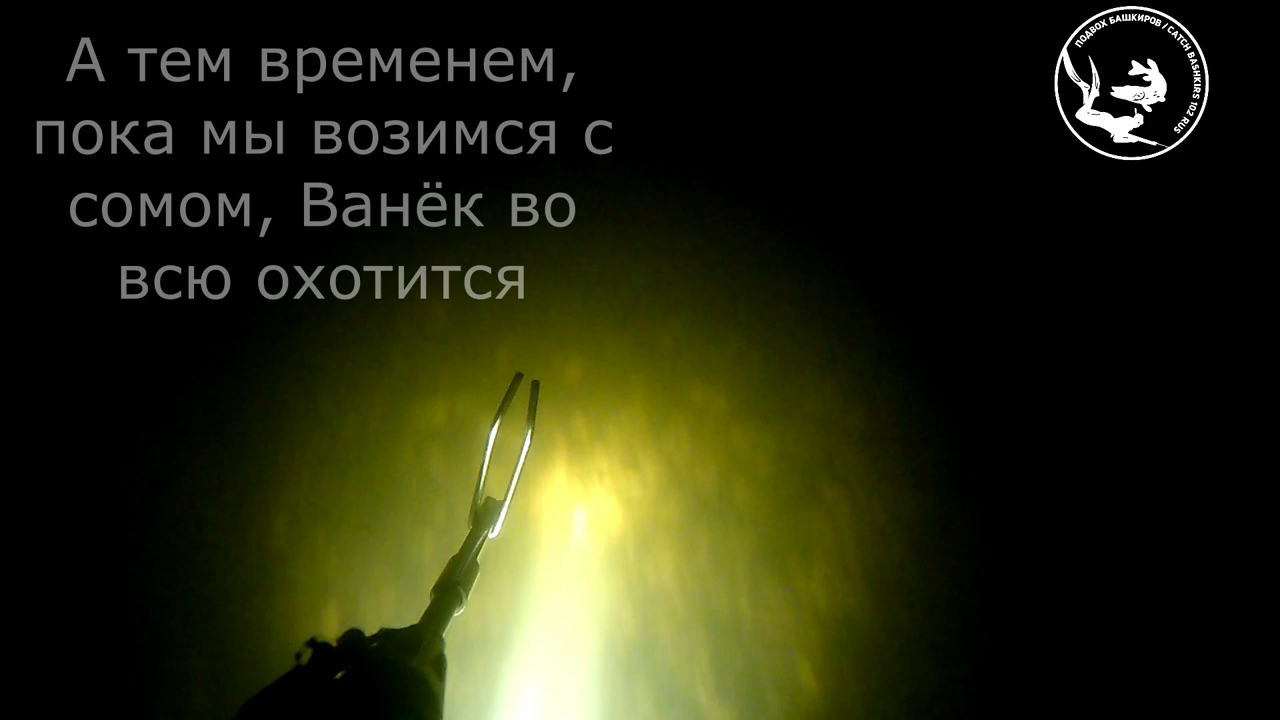 А тем временем,
пока мы возимся с
сомом, Ванёк во
всю охотится
ПОДВОХ БАШКИРОВ / CATCH BASHKIRS 102 RUS